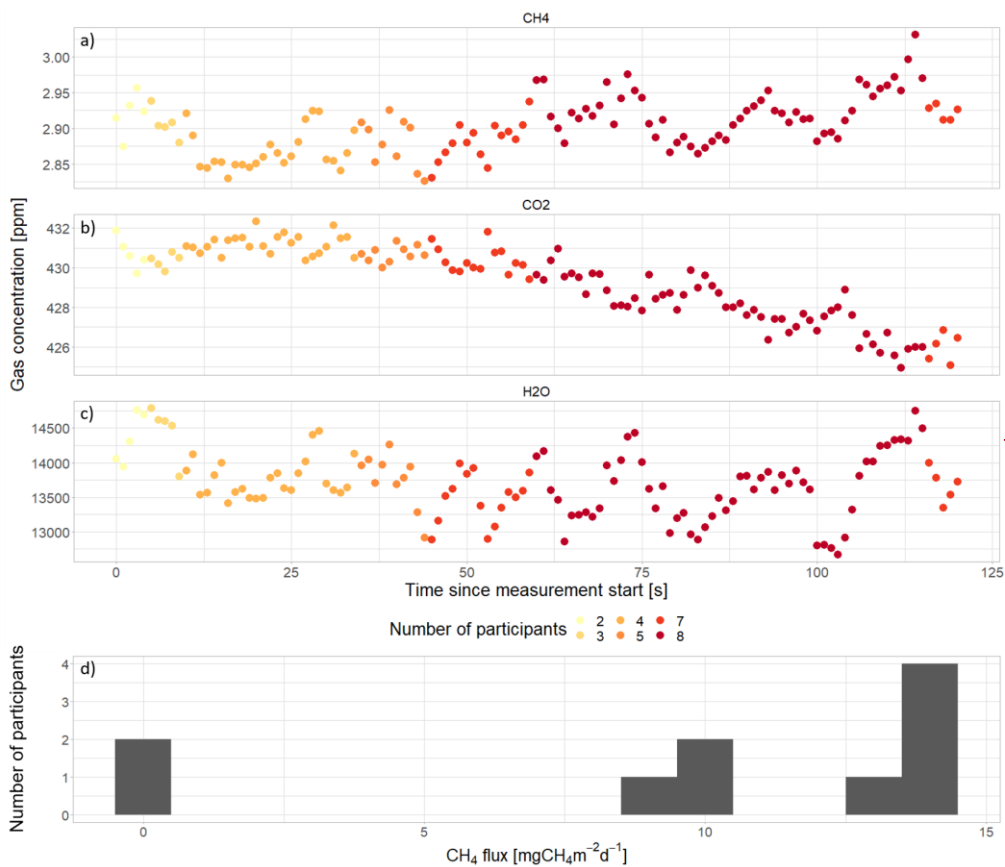 CH4
a)
3.00
2.95
2.90
2.85
CO2
b)
432
430
428
426
Gas concentration [ppm]
H2O
c)
14500
14000
13500
13000
0 25 50 75 100 125
Time since measurement start [s]
Number of participants
2 4 7
3 5 8
d)
4
3
2
1
0
Number of participants
0 5 10 15
CH₄ flux [mgCH₄m⁻²d⁻¹]